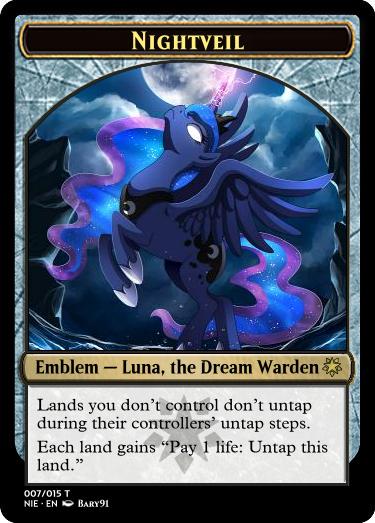 Nightveil
Emblem — Luna, the Dream Warden
Lands you don't control don't untap
during their controllers' untap steps.
Each land gains "Pay 1 life: Untap this
land."
007/015 T
NIE · EN Bary91